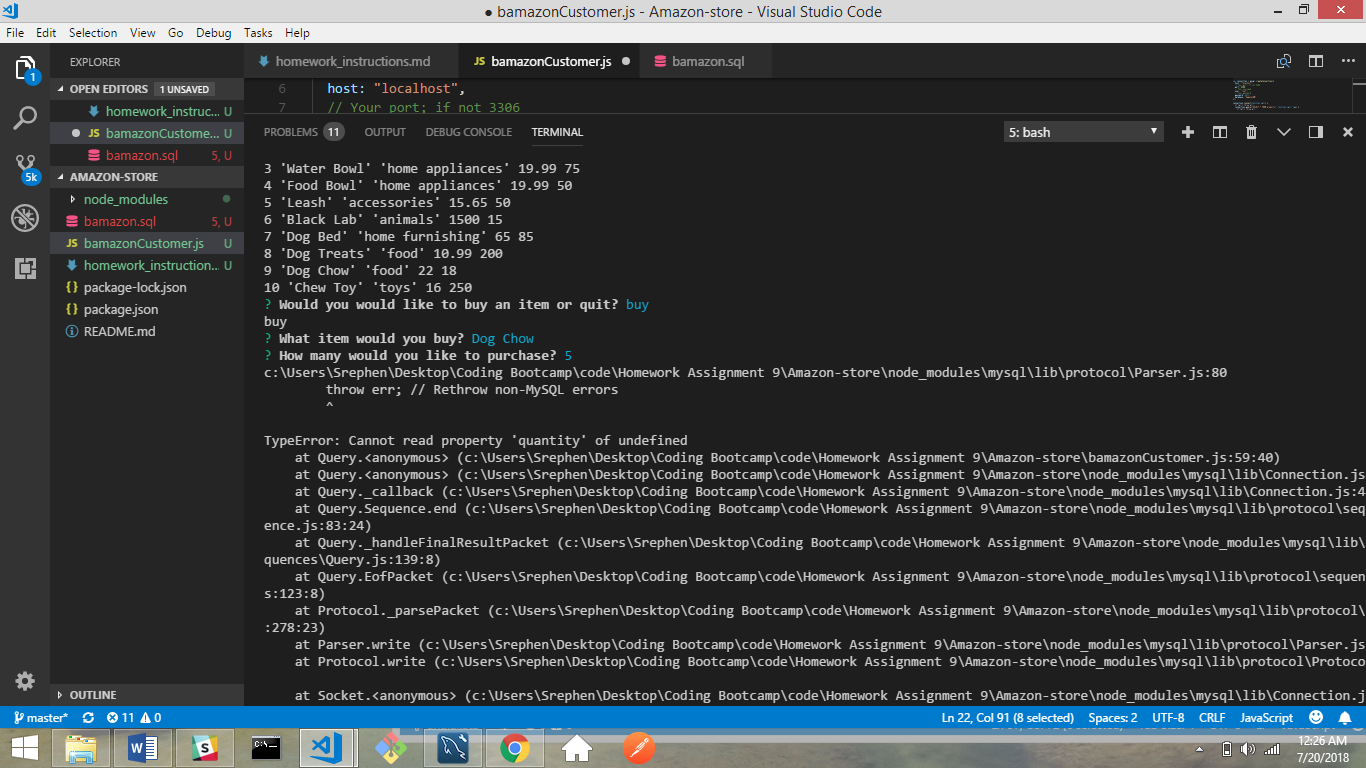 ● bamazonCustomer.js - Amazon-store - Visual Studio Code
File Edit Selection View Go Debug Tasks Help
EXPLORER
OPEN EDITORS 1 UNSAVED
homework_instruc... U
● JS bamazonCustome... U
bamazon.sql 5, U
AMAZON-STORE
node_modules
bamazon.sql 5, U
JS bamazonCustomer.js U
homework_instruction... U
{} package-lock.json
{} package.json
README.md
OUTLINE
1
5k
homework_instructions.md JS bamazonCustomer.js ● bamazon.sql
6 host: "localhost",
7 // Your port; if not 3306
PROBLEMS 11 OUTPUT DEBUG CONSOLE TERMINAL 5: bash
3 'Water Bowl' 'home appliances' 19.99 75
4 'Food Bowl' 'home appliances' 19.99 50
5 'Leash' 'accessories' 15.65 50
6 'Black Lab' 'animals' 1500 15
7 'Dog Bed' 'home furnishing' 65 85
8 'Dog Treats' 'food' 10.99 200
9 'Dog Chow' 'food' 22 18
10 'Chew Toy' 'toys' 16 250
? Would you would like to buy an item or quit? buy
buy
? What item would you buy? Dog Chow
? How many would you like to purchase? 5
c:\Users\Srephen\Desktop\Coding Bootcamp\code\Homework Assignment 9\Amazon-store\node_modules\mysql\lib\protocol\Parser.js:80
throw err; // Rethrow non-MySQL errors
^
TypeError: Cannot read property 'quantity' of undefined
at Query.<anonymous> (c:\Users\Srephen\Desktop\Coding Bootcamp\code\Homework Assignment 9\Amazon-store\bamazonCustomer.js:59:40)
at Query.<anonymous> (c:\Users\Srephen\Desktop\Coding Bootcamp\code\Homework Assignment 9\Amazon-store\node_modules\mysql\lib\Connection.js
at Query._callback (c:\Users\Srephen\Desktop\Coding Bootcamp\code\Homework Assignment 9\Amazon-store\node_modules\mysql\lib\Connection.js:4
at Query.Sequence.end (c:\Users\Srephen\Desktop\Coding Bootcamp\code\Homework Assignment 9\Amazon-store\node_modules\mysql\lib\protocol\seq
ence.js:83:24)
at Query._handleFinalResultPacket (c:\Users\Srephen\Desktop\Coding Bootcamp\code\Homework Assignment 9\Amazon-store\node_modules\mysql\lib\
quences\Query.js:139:8)
at Query.EofPacket (c:\Users\Srephen\Desktop\Coding Bootcamp\code\Homework Assignment 9\Amazon-store\node_modules\mysql\lib\protocol\sequen
s:123:8)
at Protocol._parsePacket (c:\Users\Srephen\Desktop\Coding Bootcamp\code\Homework Assignment 9\Amazon-store\node_modules\mysql\lib\protocol\
:278:23)
at Parser.write (c:\Users\Srephen\Desktop\Coding Bootcamp\code\Homework Assignment 9\Amazon-store\node_modules\mysql\lib\protocol\Parser.js
at Protocol.write (c:\Users\Srephen\Desktop\Coding Bootcamp\code\Homework Assignment 9\Amazon-store\node_modules\mysql\lib\protocol\Protoco
at Socket.<anonymous> (c:\Users\Srephen\Desktop\Coding Bootcamp\code\Homework Assignment 9\Amazon-store\node_modules\mysql\lib\Connection.j
master* 11 0 Ln 22, Col 91 (8 selected) Spaces: 2 UTF-8 CRLF JavaScript
12:26 AM
7/20/2018